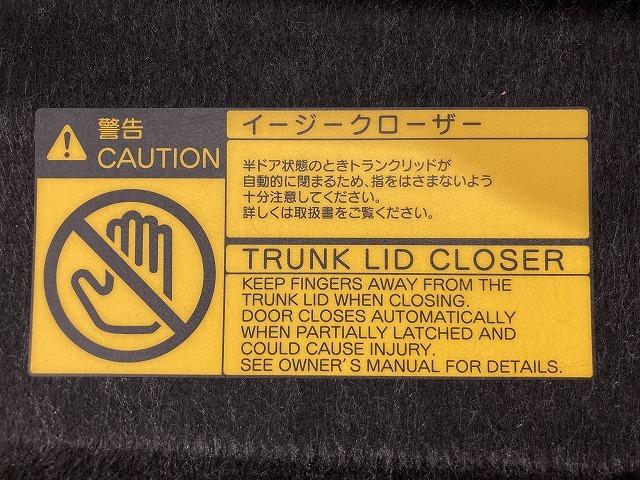 警告
CAUTION
イージークローザー
半ドア状態のときトランクリッドが
自動的に閉まるため、指をはさまないよう
十分注意してください。
詳しくは取扱書をご覧ください。
TRUNK LID CLOSER
KEEP FINGERS AWAY FROM THE
TRUNK LID WHEN CLOSING.
DOOR CLOSES AUTOMATICALLY
WHEN PARTIALLY LATCHED AND
COULD CAUSE INJURY.
SEE OWNER'S MANUAL FOR DETAILS.